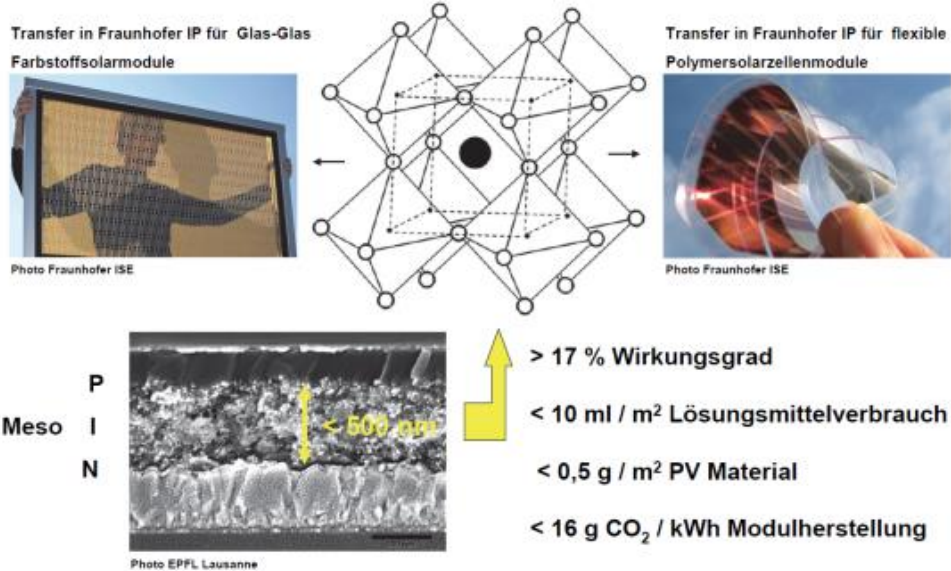 Transfer in Fraunhofer IP für Glas-Glas
Farbstoffsolarmodule
Transfer in Fraunhofer IP für flexible
Polymersolarzellenmodule
Photo Fraunhofer ISE
Photo Fraunhofer ISE
P
Meso I
N
< 500 nm
> 17 % Wirkungsgrad
< 10 ml / m² Lösungsmittelverbrauch
< 0,5 g / m² PV Material
< 16 g CO₂ / kWh Modulherstellung
Photo EPFL Lausanne